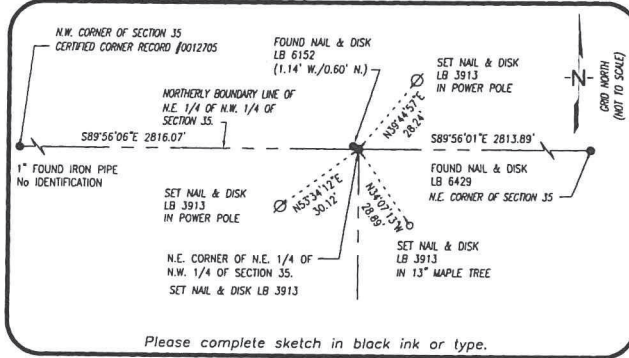 N.W. CORNER OF SECTION 35
CERTIFIED CORNER RECORD #0012705
FOUND NAIL & DISK
LB 6152
(1.14' W./0.60' N.)
SET NAIL & DISK
LB 3913
IN POWER POLE
N
GRID NORTH
(NOT TO SCALE)
NORTHERLY BOUNDARY LINE OF
N.E. 1/4 OF N.W. 1/4 OF
SECTION 35.
N39°44'57"E
28.24'
S89°56'06"E 2816.07'
S89°56'01"E 2813.89'
1" FOUND IRON PIPE
No IDENTIFICATION
FOUND NAIL & DISK
LB 6429
N.E. CORNER OF SECTION 35
SET NAIL & DISK
LB 3913
IN POWER POLE
N53°34'12"E
30.12'
N34°07'13"W
28.89'
N.E. CORNER OF N.E. 1/4 OF
N.W. 1/4 OF SECTION 35.
SET NAIL & DISK LB 3913
SET NAIL & DISK
LB 3913
IN 13" MAPLE TREE
Please complete sketch in black ink or type.